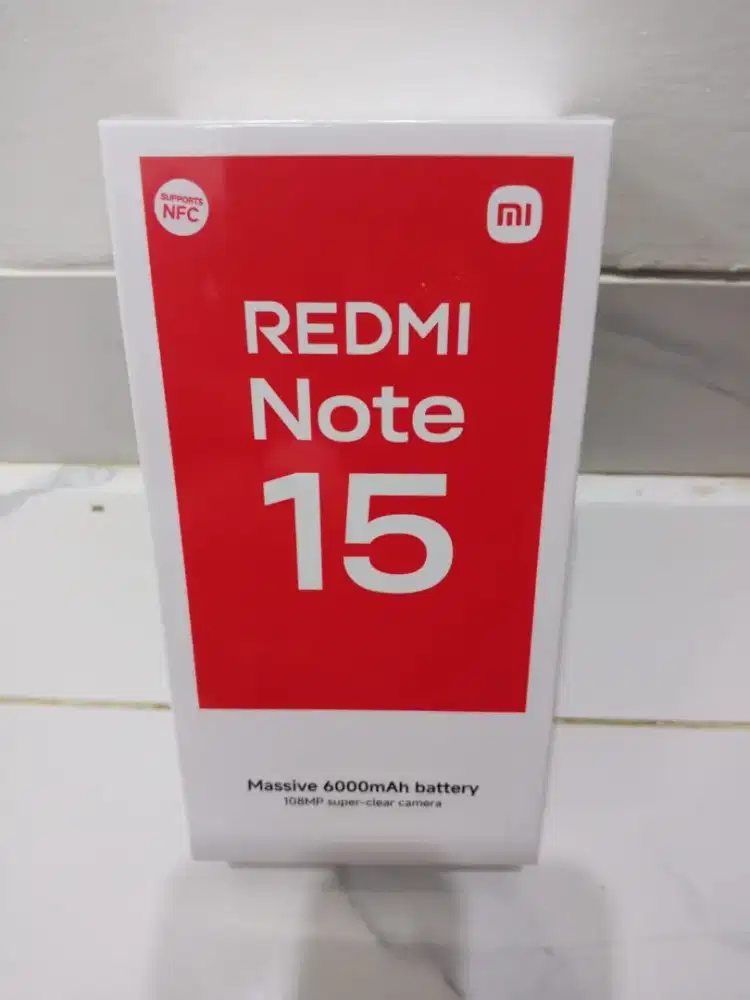 SUPPORTS
NFC
mi
REDMI
Note
15
Massive 6000mAh battery
108MP super-clear camera